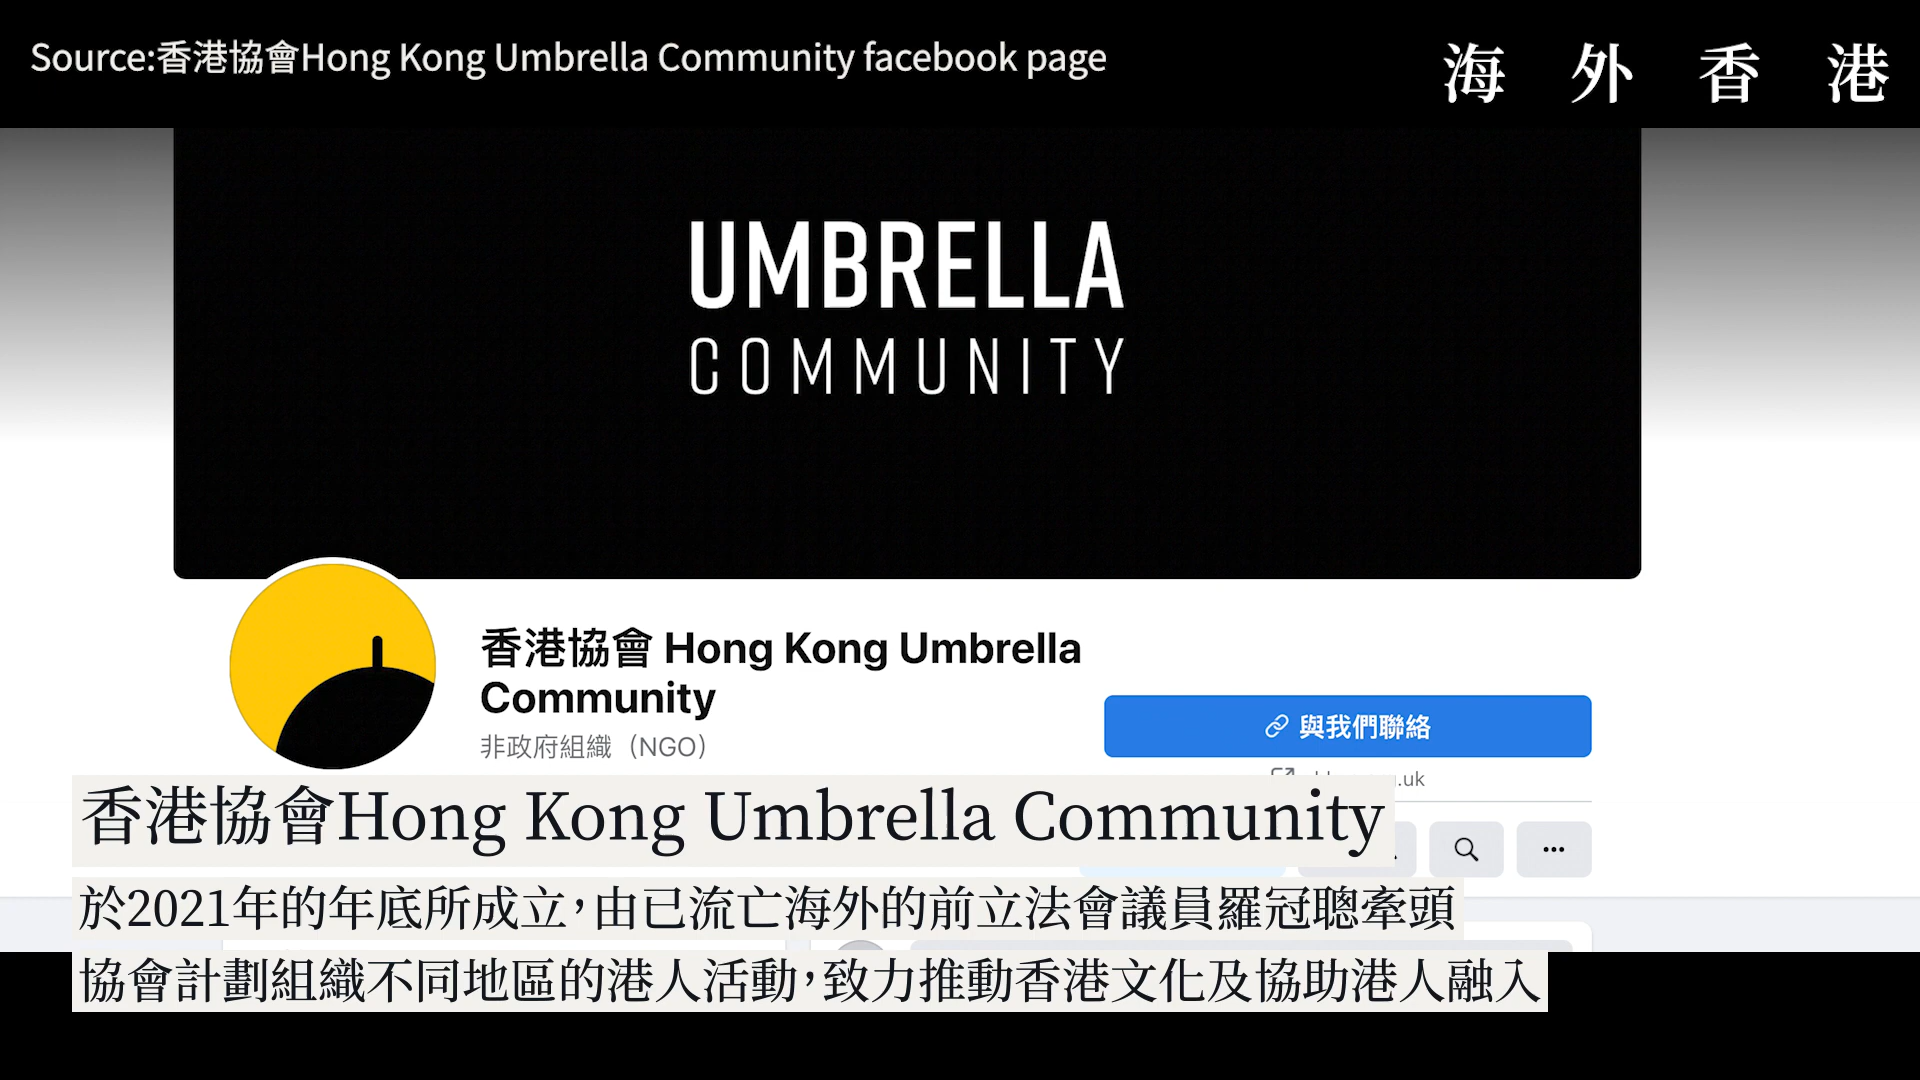 Source:香港協會Hong Kong Umbrella Community facebook page
海外香港
UMBRELLA
COMMUNITY
香港協會 Hong Kong Umbrella
Community
非政府組織（NGO）
與我們聯絡
香港協會Hong Kong Umbrella Community
於2021年的年底所成立，由已流亡海外的前立法會議員羅冠聰牽頭
協會計劃組織不同地區的港人活動，致力推動香港文化及協助港人融入